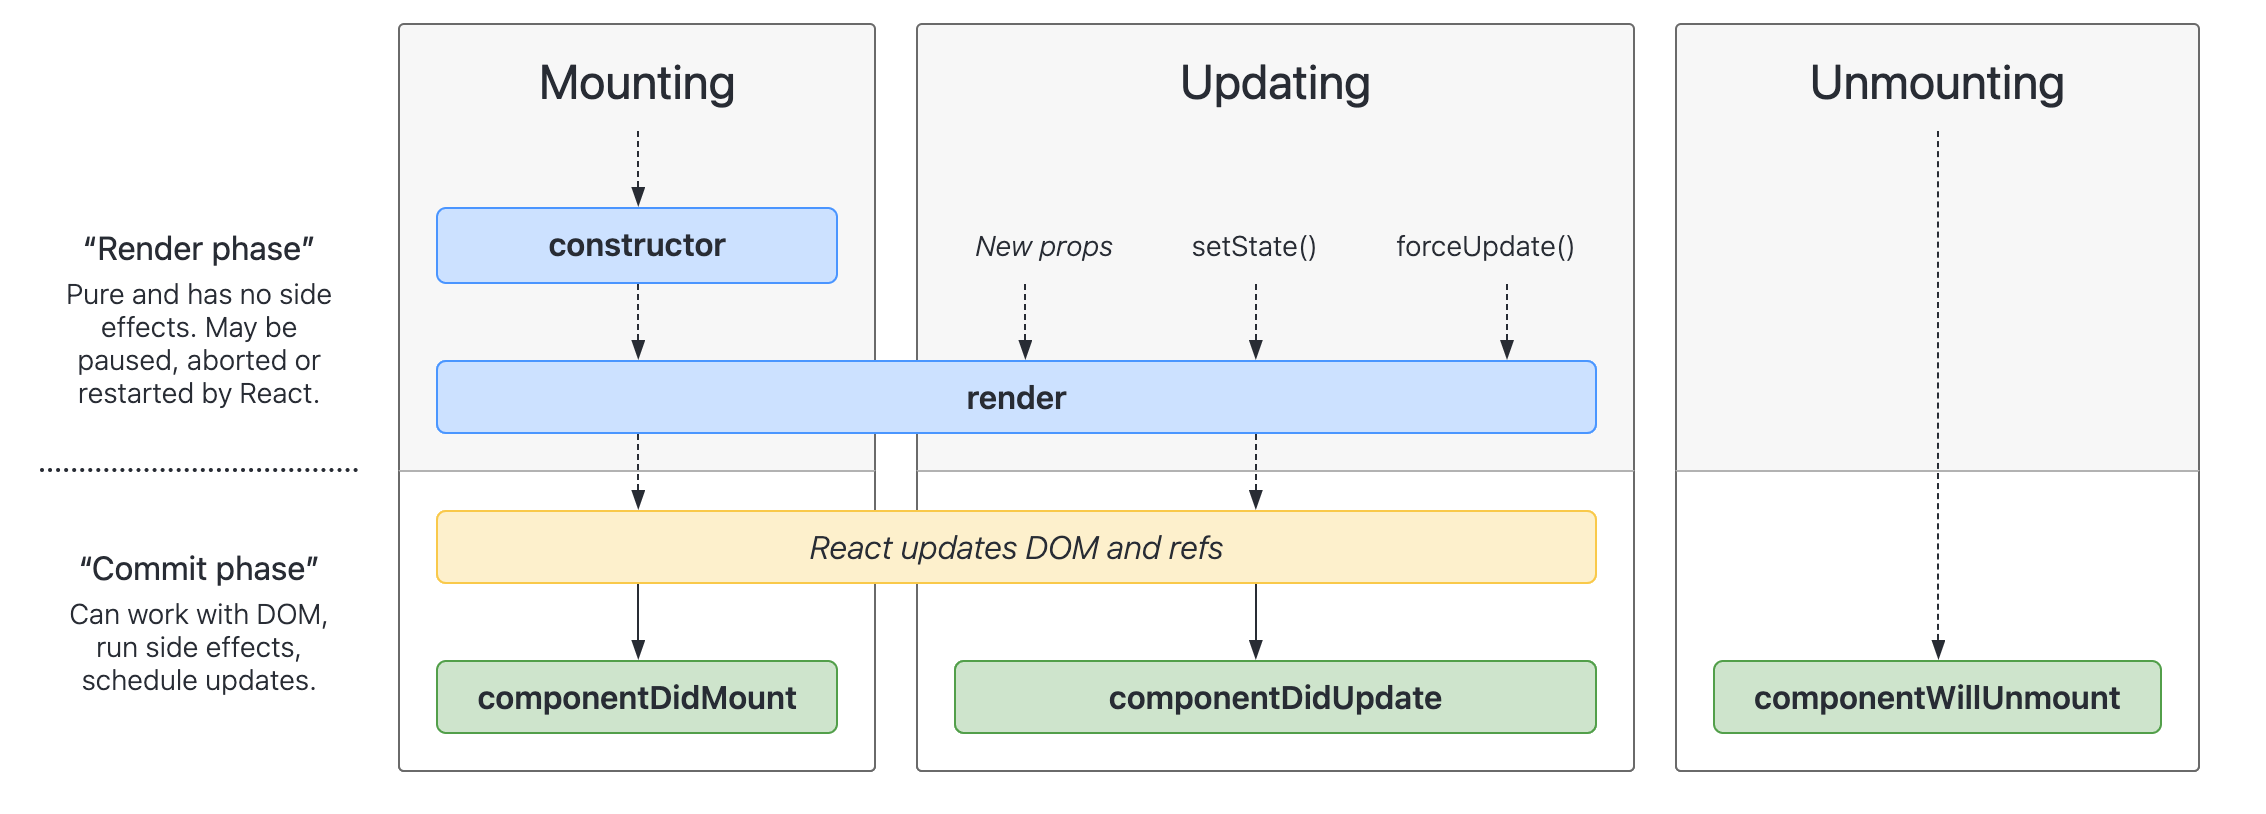 Mounting
Updating
Unmounting
“Render phase”
Pure and has no side
effects. May be
paused, aborted or
restarted by React.
constructor
New props
setState()
forceUpdate()
render
“Commit phase”
Can work with DOM,
run side effects,
schedule updates.
React updates DOM and refs
componentDidMount
componentDidUpdate
componentWillUnmount